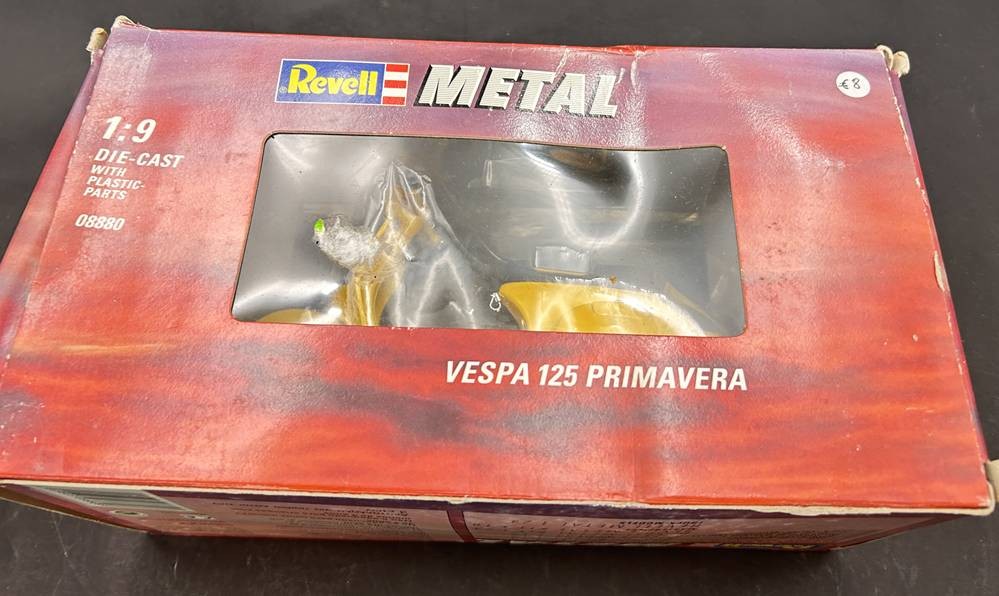 Revell METAL
€8
1:9
DIE-CAST
WITH
PLASTIC-
PARTS
08880
VESPA 125 PRIMAVERA